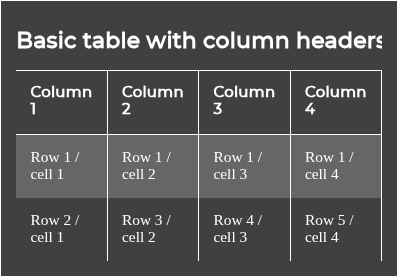 Basic table with column headers
Column 1 Column 2 Column 3 Column 4
Row 1 / cell 1 Row 1 / cell 2 Row 1 / cell 3 Row 1 / cell 4
Row 2 / cell 1 Row 3 / cell 2 Row 4 / cell 3 Row 5 / cell 4